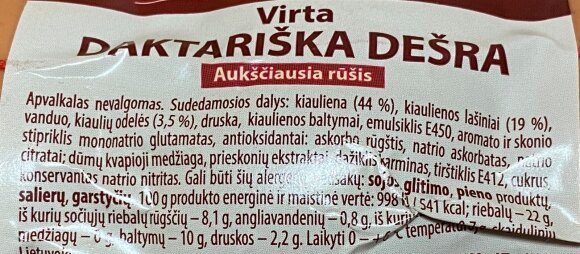 Virta
DAKTARIŠKA DEŠRA
Aukščiausia rūšis
Apvalkalas nevalgomas. Sudedamosios dalys: kiauliena (44 %), kiaulienos lašiniai (19 %),
vanduo, kiaulių odelės (3,5 %), druska, kiaulienos baltymai, emulsiklis E450, aromato ir skonio
stipriklis mononatrio glutamatas, antioksidantai: askorbo rūgštis, natrio askorbatas, natrio
citratai; dūmų kvapioji medžiaga, prieskonių ekstraktai, dažiklis karminas, tirštiklis E412, cukrus,
konservantas natrio nitritas. Gali būti šių sojos, glitimo, pieno produktų,
salierų, garstyčių. 100 g produkto energinė ir maistinė vertė: 998 kJ / 541 kcal; riebalų – 22 g,
iš kurių sočiųjų riebalų rūgščių – 8,1 g, angliavandenių – 0,8 g, iš kurių
medžiagų – 0 g, baltymų – 10 g, druskos – 2,2 g. Laikyti 0 – skaidulinių
Lietuvoje